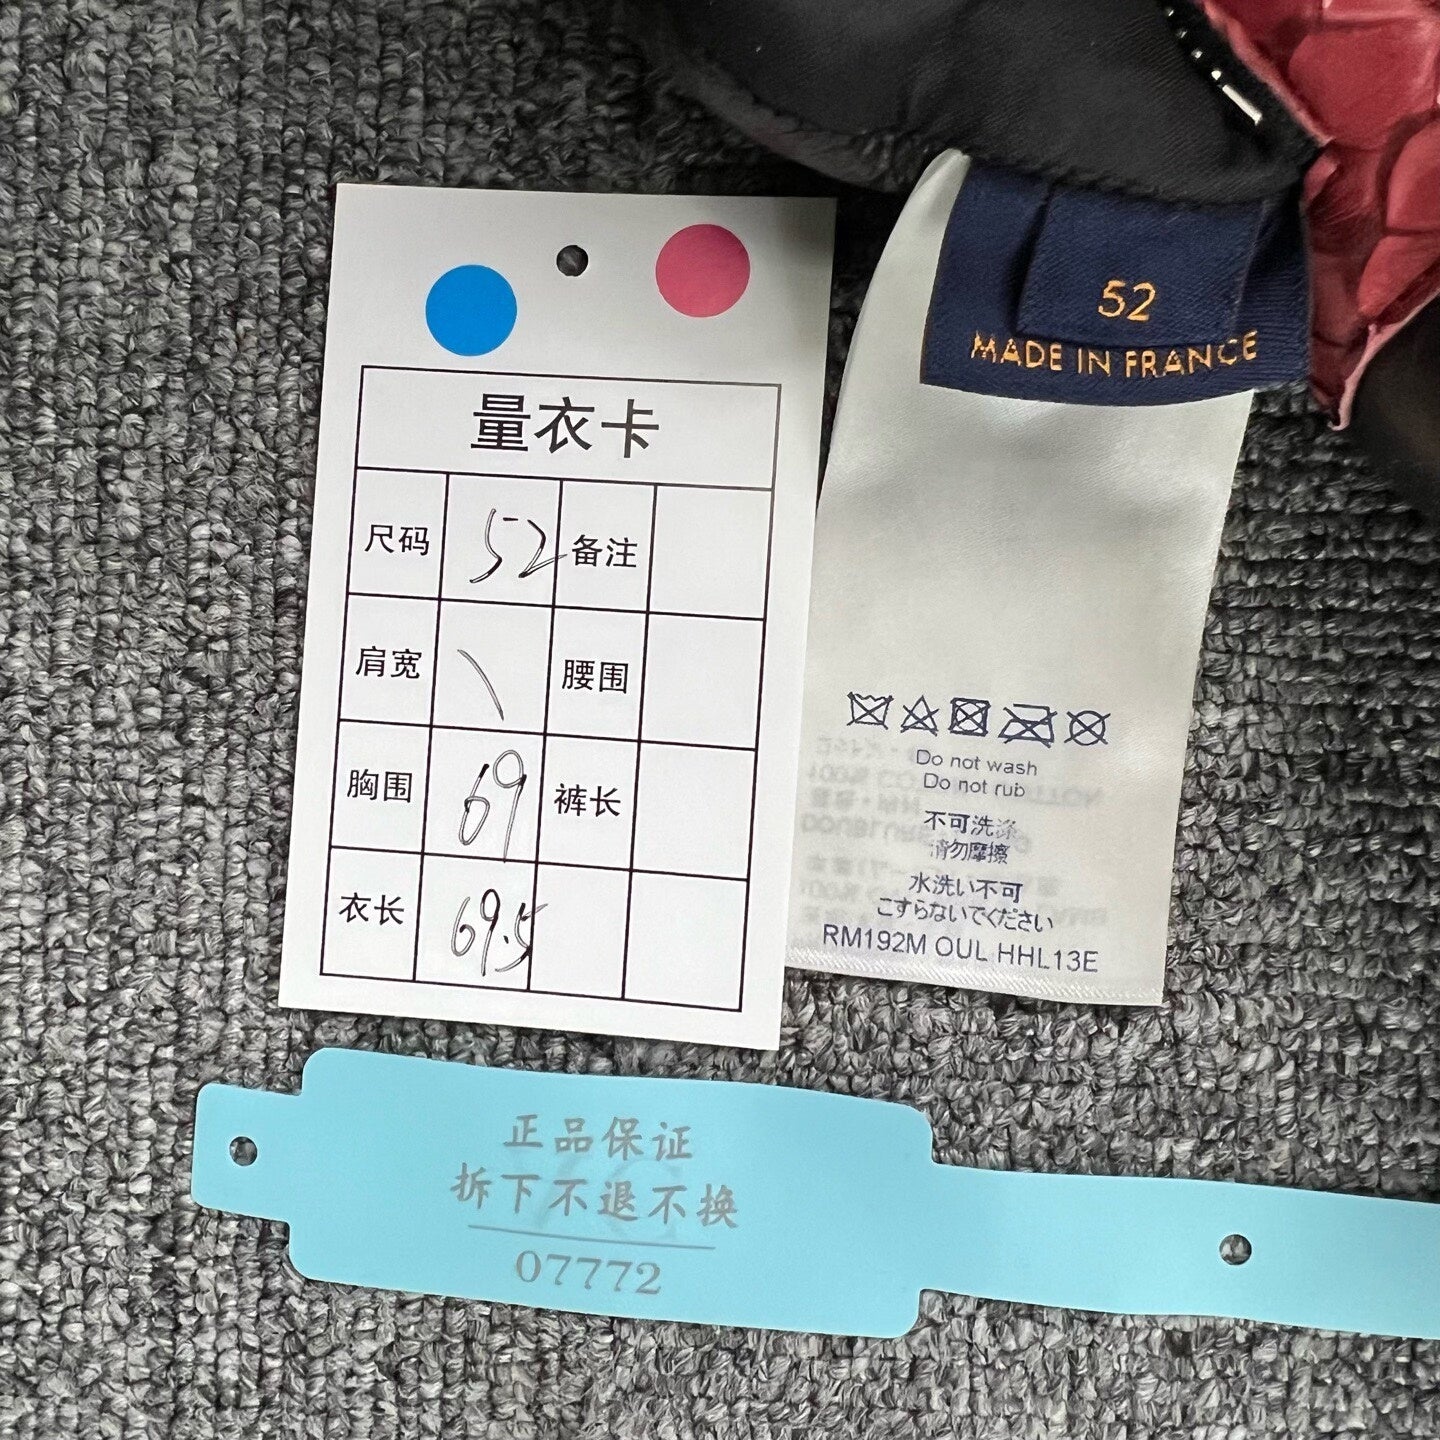 52
MADE IN FRANCE
量衣卡
尺码 52 备注
肩宽 \ 腰围
胸围 69 裤长
衣长 69.5
Do not wash
Do not rub
不可洗涤
请勿摩擦
水洗い不可
こすらないでください
RM192M OUL HHL13E
正品保证
拆下不退不换
07772